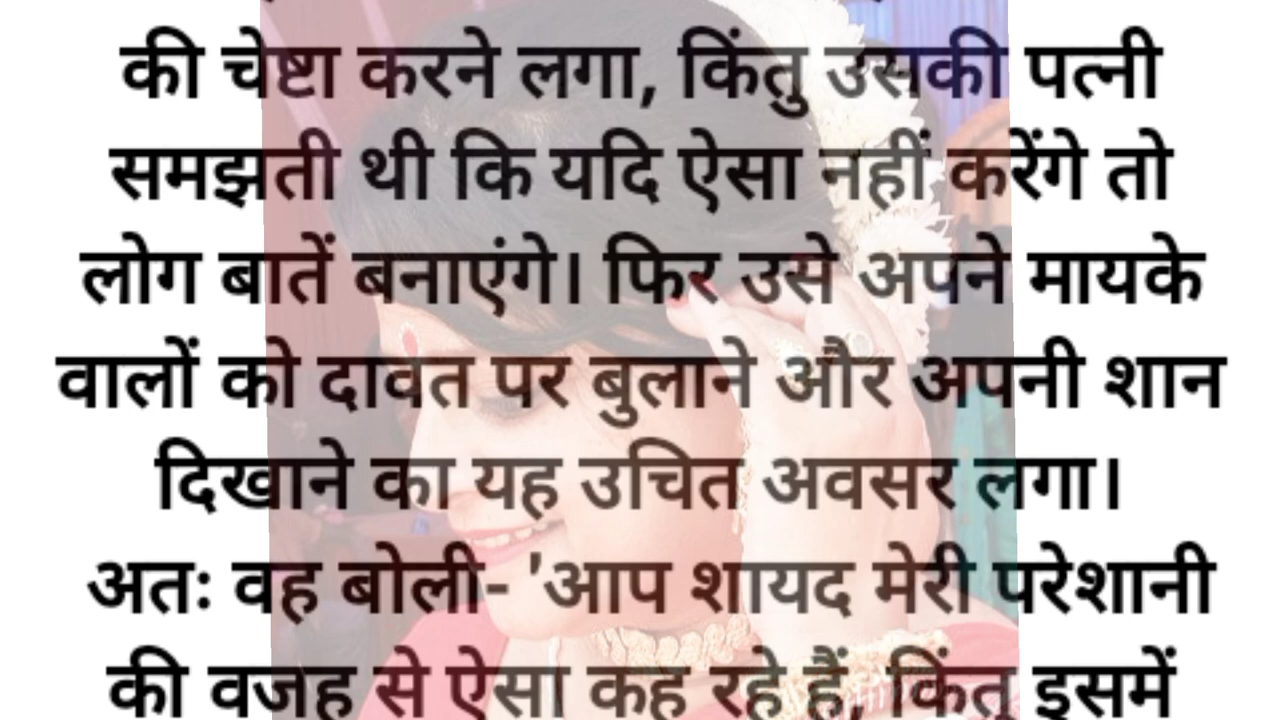 की चेष्टा करने लगा, किंतु उसकी पत्नी
समझती थी कि यदि ऐसा नहीं करेंगे तो
लोग बातें बनाएंगे। फिर उसे अपने मायके
वालों को दावत पर बुलाने और अपनी शान
दिखाने का यह उचित अवसर लगा।
अतः वह बोली- 'आप शायद मेरी परेशानी
की वजह से ऐसा कह रहे हैं, किंतु इसमें